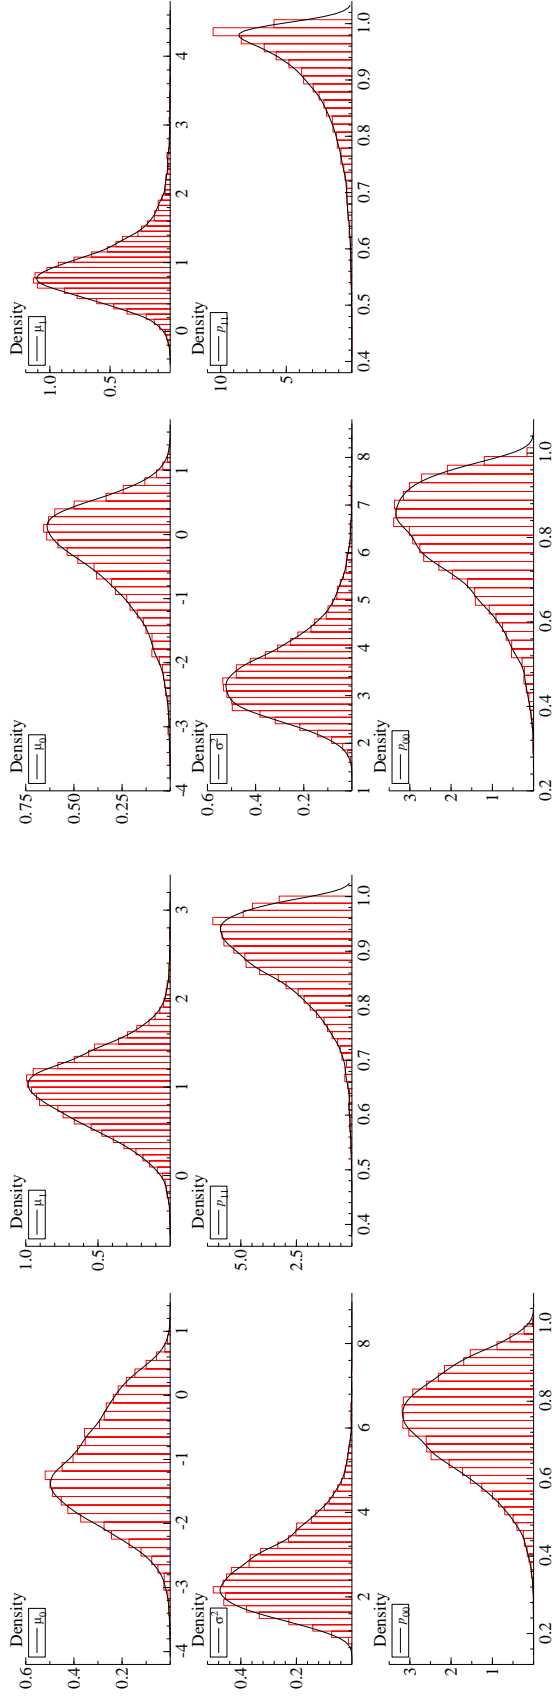 Density
μ0
0.6
0.4
0.2
-4 -3 -2 -1 0 1
Density
μ1
1.0
0.5
0 1 2 3
Density
σ²
0.4
0.2
2 4 6 8
Density
p11
5.0
2.5
0.4 0.5 0.6 0.7 0.8 0.9 1.0
Density
p00
3
2
1
0.2 0.4 0.6 0.8 1.0
Density
μ0
0.75
0.50
0.25
-4 -3 -2 -1 0 1
Density
μ1
1.0
0.5
0 1 2 3 4
Density
σ²
0.6
0.4
0.2
1 2 3 4 5 6 7 8
Density
p11
10
5
0.4 0.5 0.6 0.7 0.8 0.9 1.0
Density
p00
3
2
1
0.2 0.4 0.6 0.8 1.0